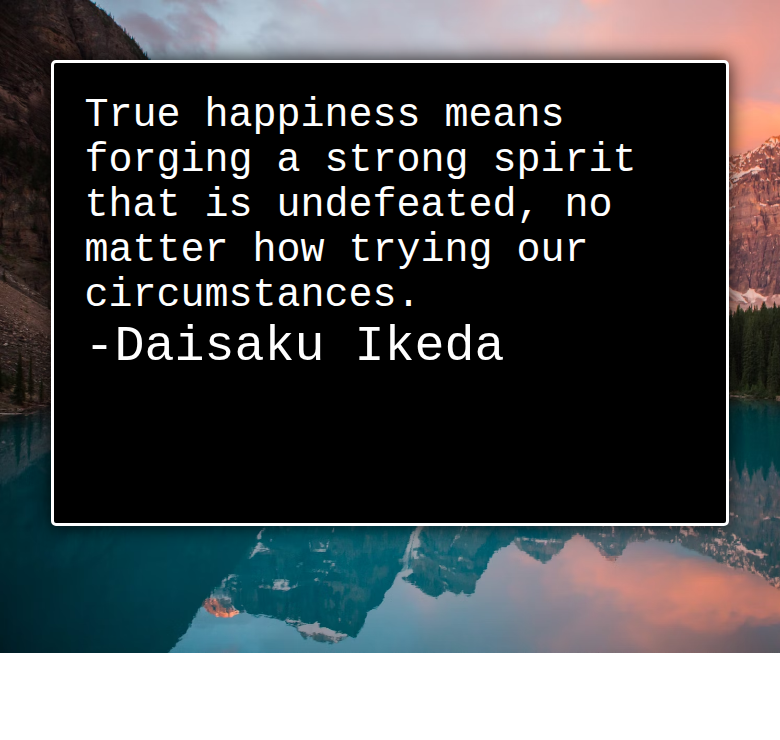 True happiness means
forging a strong spirit
that is undefeated, no
matter how trying our
circumstances.
-Daisaku Ikeda